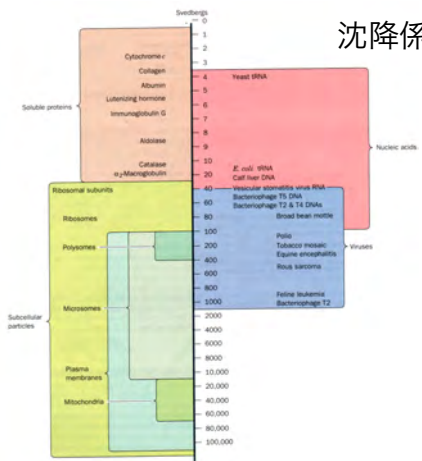 沈降係
Svedbergs
0
1
2
3
4
5
6
7
8
9
10
20
40
60
80
100
200
400
600
800
1000
2000
4000
6000
8000
10,000
20,000
40,000
60,000
80,000
100,000
Soluble proteins
Cytochrome c
Collagen
Albumin
Lutenizing hormone
Immunoglobulin G
Aldolase
Catalase
α2-Macroglobulin
Nucleic acids
Yeast tRNA
E. coli tRNA
Calf liver DNA
Vesicular stomatitis virus RNA
Bacteriophage T5 DNA
Bacteriophage T2 & T4 DNAs
Viruses
Broad bean mottle
Polio
Tobacco mosaic
Equine encephalitis
Rous sarcoma
Feline leukemia
Bacteriophage T2
Subcellular
particles
Ribosomal subunits
Ribosomes
Polysomes
Microsomes
Plasma
membranes
Mitochondria